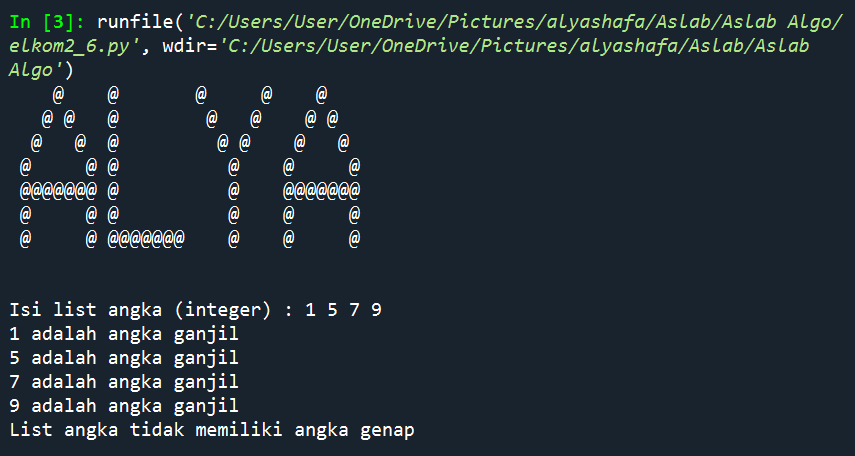 In [3]: runfile('C:/Users/User/OneDrive/Pictures/alyashafa/Aslab/Aslab Algo/
elkom2_6.py', wdir='C:/Users/User/OneDrive/Pictures/alyashafa/Aslab/Aslab
Algo')
    @    @       @     @    @
   @ @   @        @   @    @ @
  @   @  @         @ @    @   @
 @     @ @          @    @     @
 @@@@@@@ @          @    @@@@@@@
 @     @ @          @    @     @
 @     @ @@@@@@@    @    @     @
Isi list angka (integer) : 1 5 7 9
1 adalah angka ganjil
5 adalah angka ganjil
7 adalah angka ganjil
9 adalah angka ganjil
List angka tidak memiliki angka genap